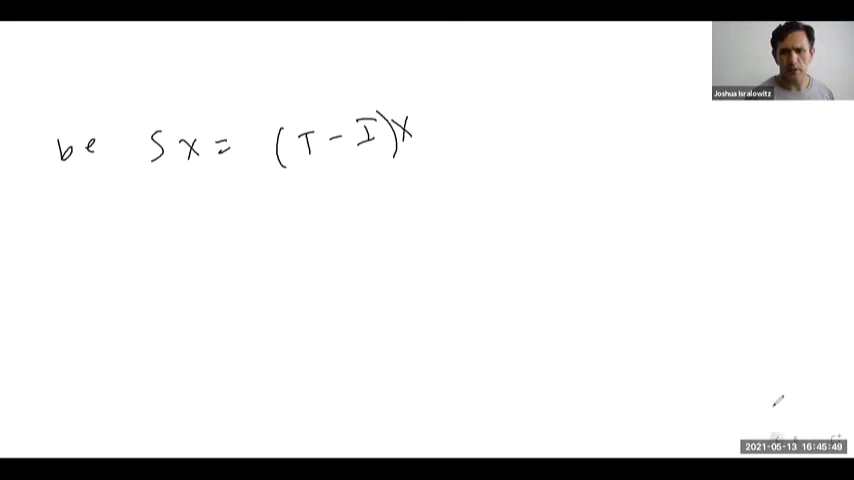 Joshua Isralowitz
be Sx = (T - I)x
2021-05-13 16:45:49